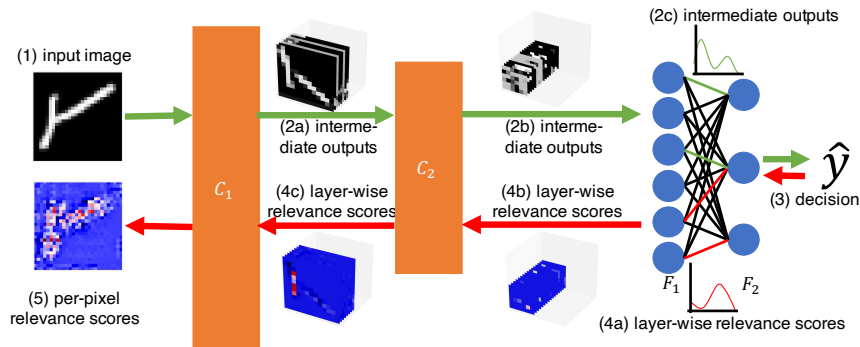 (2c) intermediate outputs
(1) input image
(2a) interme-
diate outputs
(2b) interme-
diate outputs
C₁
C₂
ŷ
(3) decision
(4c) layer-wise
relevance scores
(4b) layer-wise
relevance scores
F₁
F₂
(5) per-pixel
relevance scores
(4a) layer-wise relevance scores